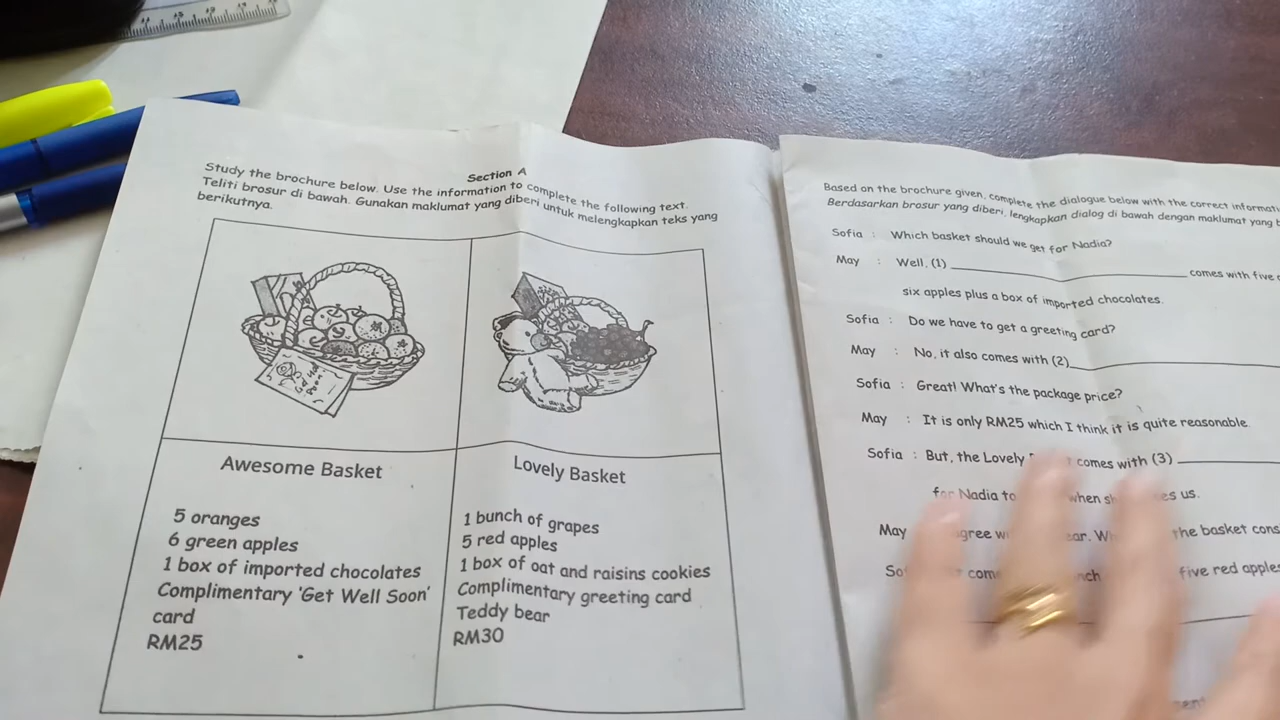 Section A
Study the brochure below. Use the information to complete the following text.
Teliti brosur di bawah. Gunakan maklumat yang diberi untuk melengkapkan teks yang
berikutnya.
Get Well
Soon
Awesome Basket
5 oranges
6 green apples
1 box of imported chocolates
Complimentary 'Get Well Soon'
card
RM25
Lovely Basket
1 bunch of grapes
5 red apples
1 box of oat and raisins cookies
Complimentary greeting card
Teddy bear
RM30
Based on the brochure given, complete the dialogue below with the correct
Berdasarkan brosur yang diberi, lengkapkan dialog di bawah dengan maklumat yang
Sofia : Which basket should we get for Nadia?
May : Well, (1) ______ comes with five
six apples plus a box of imported chocolates.
Sofia : Do we have to get a greeting card?
May : No, it also comes with (2) ______
Sofia : Great! What's the package price?
May : It is only RM25 which I think it is quite reasonable.
Sofia : But, the Lovely comes with (3) ______
for Nadia to when us.
May the basket
five red apples